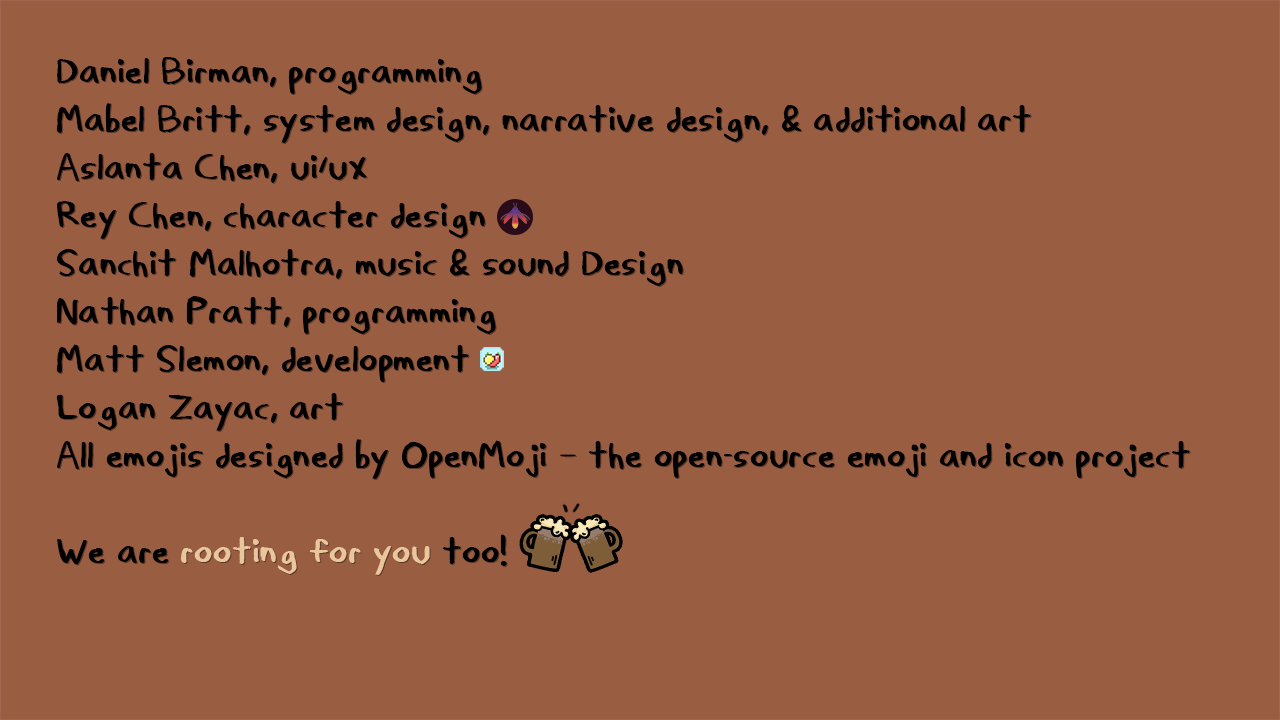 Daniel Birman, programming
Mabel Britt, system design, narrative design, & additional art
Aslanta Chen, ui/ux
Rey Chen, character design
Sanchit Malhotra, music & sound Design
Nathan Pratt, programming
Matt Slemon, development
Logan Zayac, art
All emojis designed by OpenMoji – the open-source emoji and icon project
We are rooting for you too!